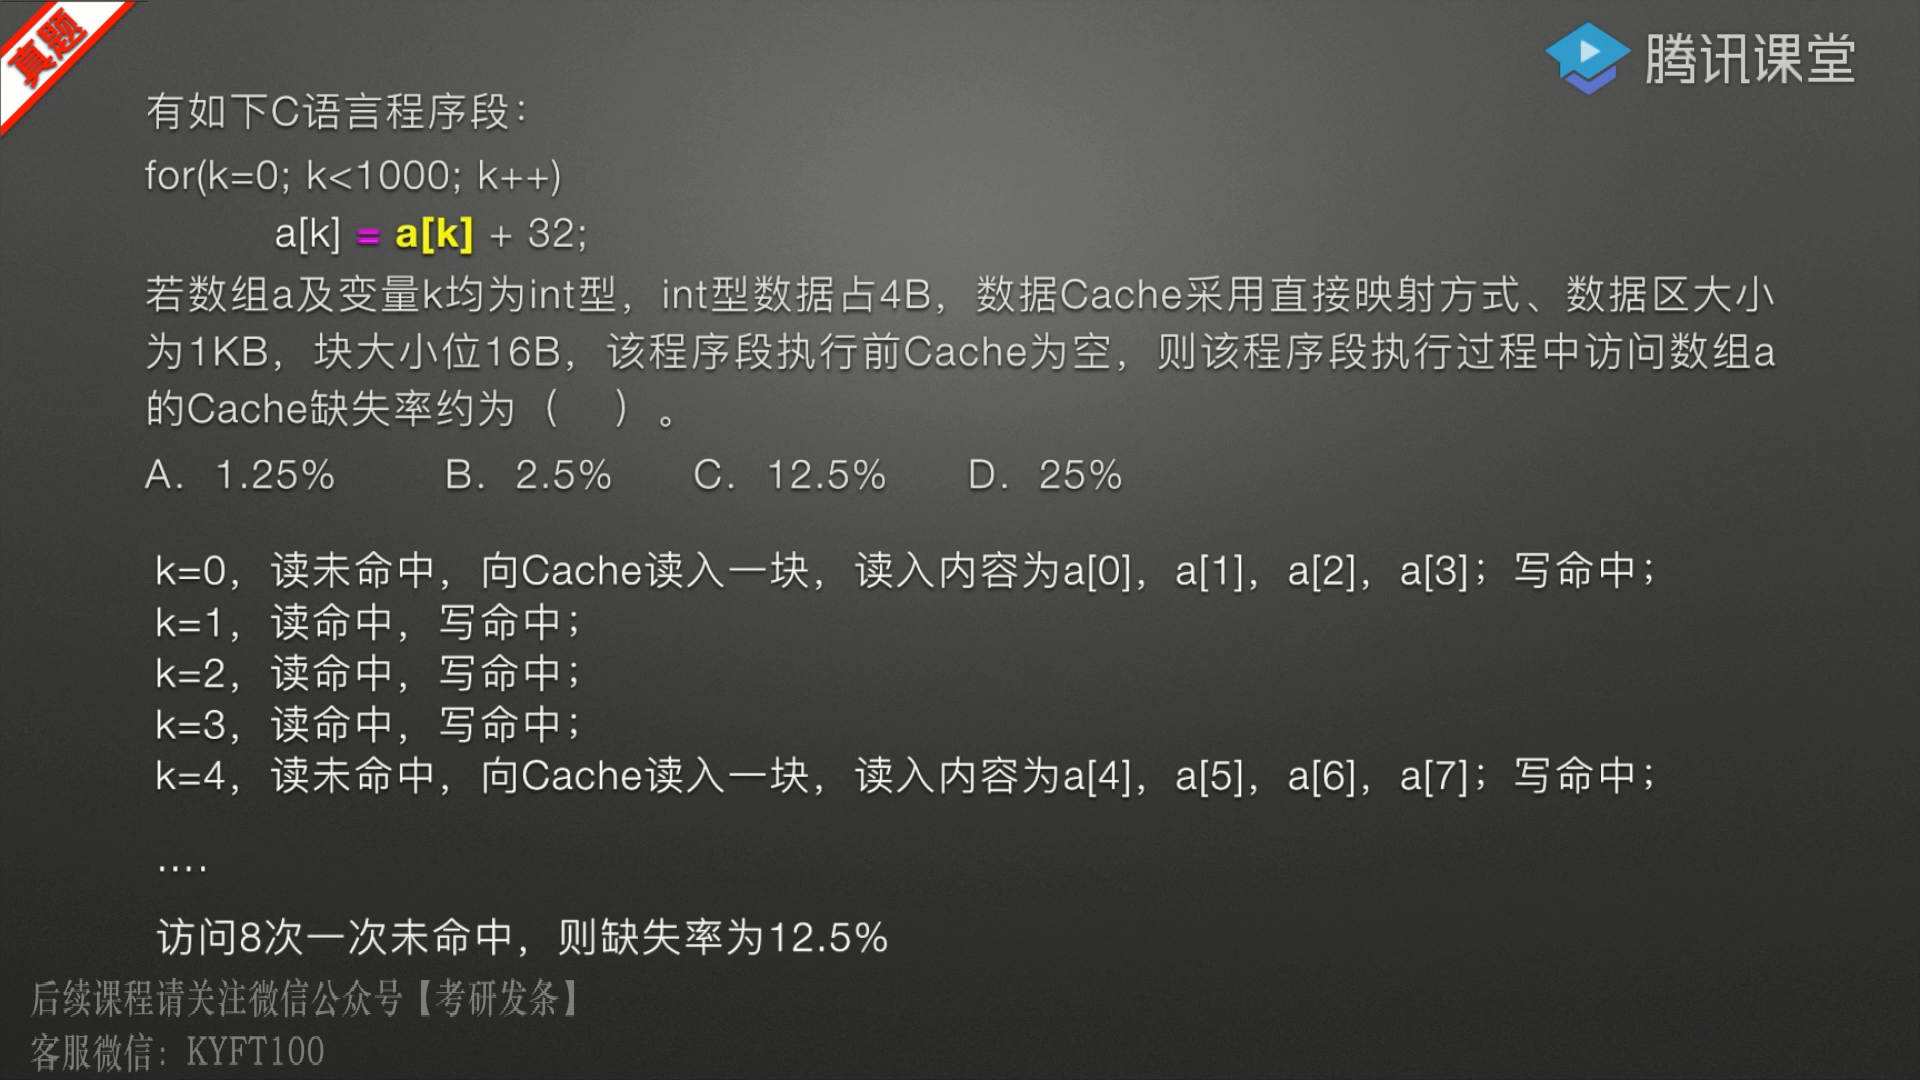 真题
腾讯课堂
有如下C语言程序段：
for(k=0; k<1000; k++)
a[k] = a[k] + 32;
若数组a及变量k均为int型，int型数据占4B，数据Cache采用直接映射方式、数据区大小
为1KB，块大小位16B，该程序段执行前Cache为空，则该程序段执行过程中访问数组a
的Cache缺失率约为（ ）。
A. 1.25% B. 2.5% C. 12.5% D. 25%
k=0，读未命中，向Cache读入一块，读入内容为a[0]，a[1]，a[2]，a[3]；写命中；
k=1，读命中，写命中；
k=2，读命中，写命中；
k=3，读命中，写命中；
k=4，读未命中，向Cache读入一块，读入内容为a[4]，a[5]，a[6]，a[7]；写命中；
....
访问8次一次未命中，则缺失率为12.5%
后续课程请关注微信公众号【考研发条】
客服微信：KYFT100